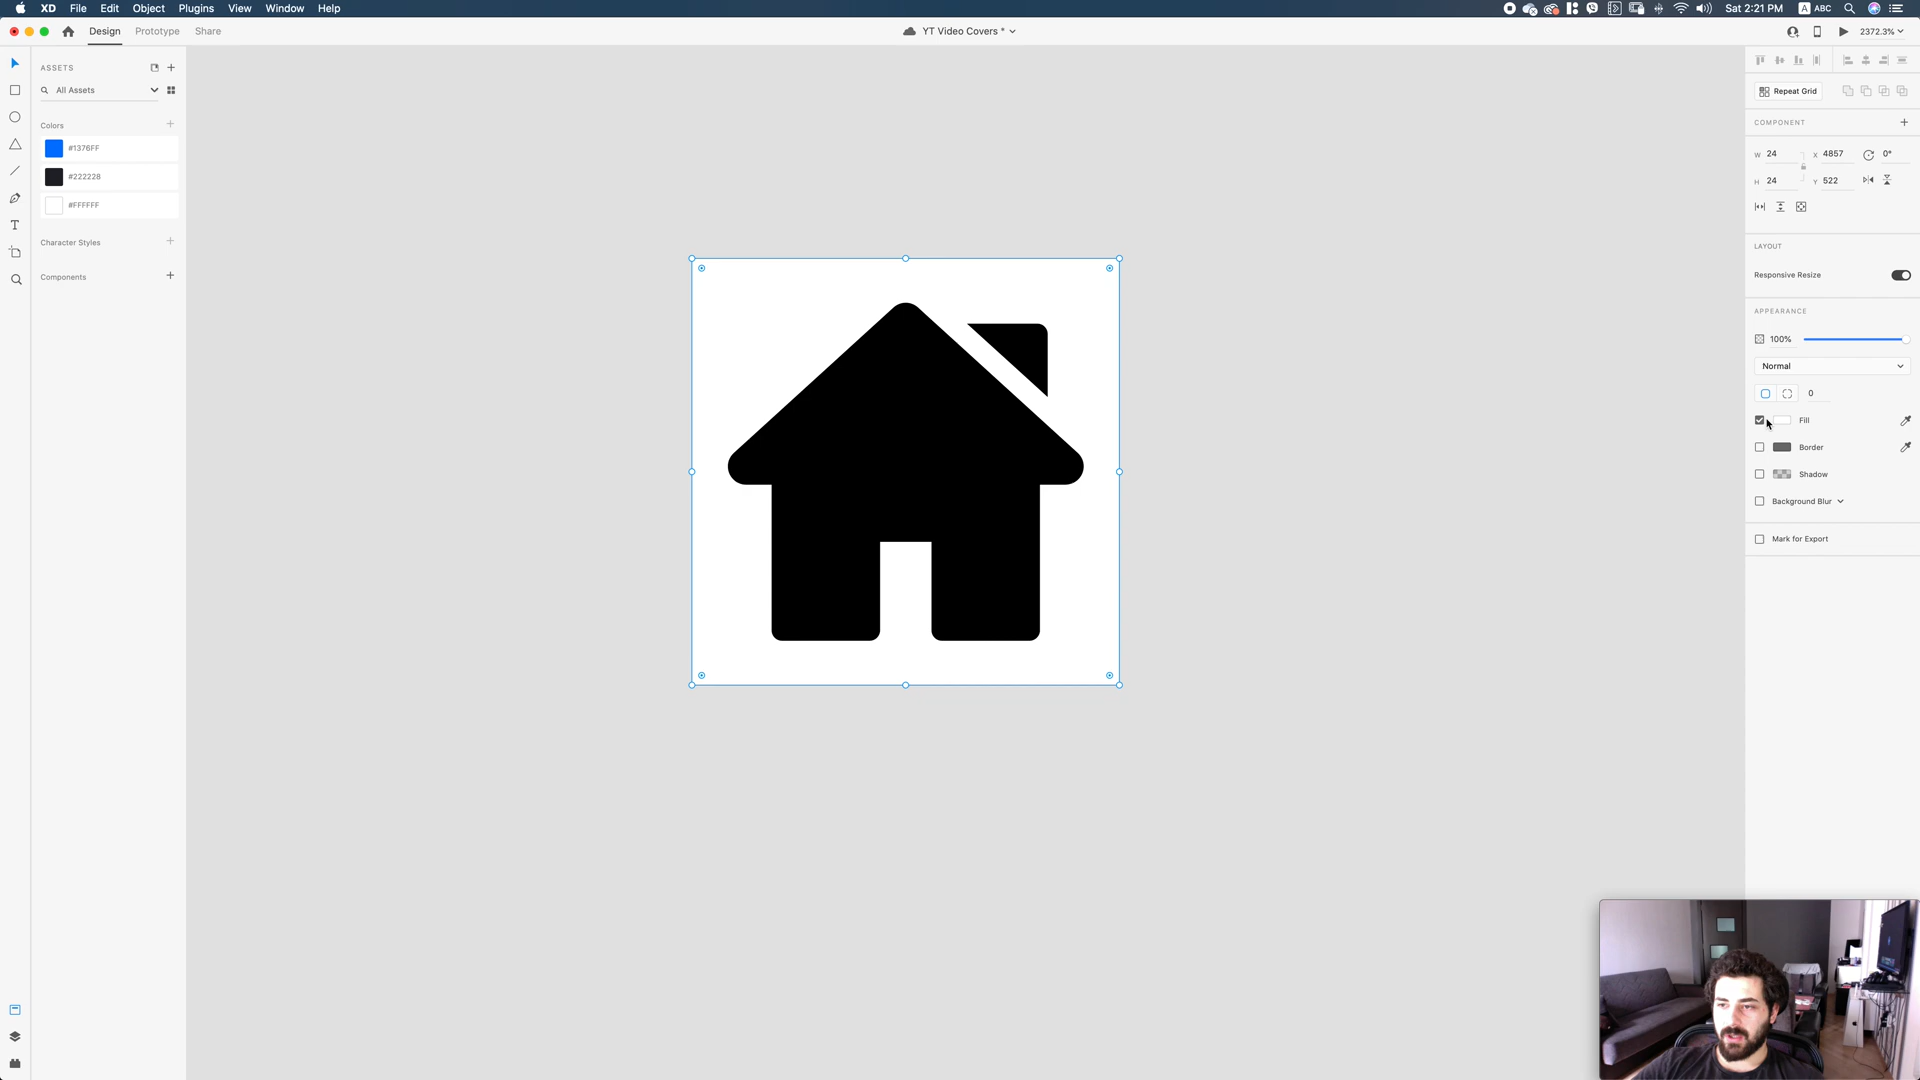 XD File Edit Object Plugins View Window Help
Sat 2:21 PM A ABC
Design Prototype Share
YT Video Covers *
2372.3%
ASSETS
All Assets
Colors
#1376FF
#222228
#FFFFFF
Character Styles
Components
Repeat Grid
COMPONENT
W 24 X 4857 0°
H 24 Y 522
LAYOUT
Responsive Resize
APPEARANCE
100%
Normal
0
Fill
Border
Shadow
Background Blur
Mark for Export
T